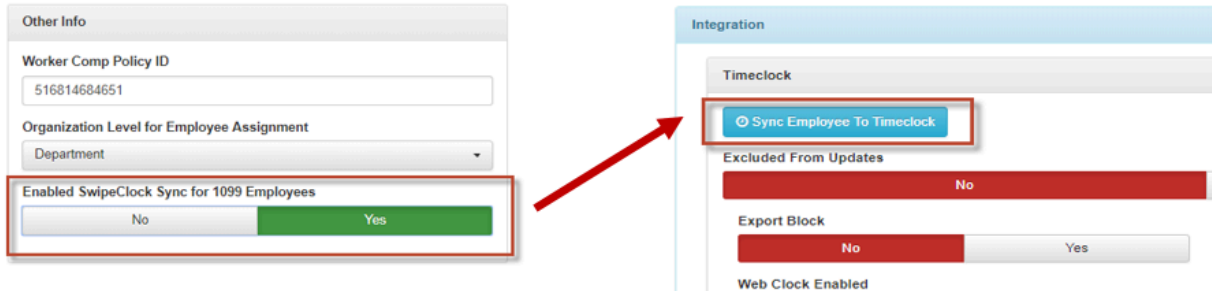 Other Info
Worker Comp Policy ID
516814684651
Organization Level for Employee Assignment
Department
Enabled SwipeClock Sync for 1099 Employees
No Yes
Integration
Timeclock
Sync Employee To Timeclock
Excluded From Updates
No
Export Block
No Yes
Web Clock Enabled